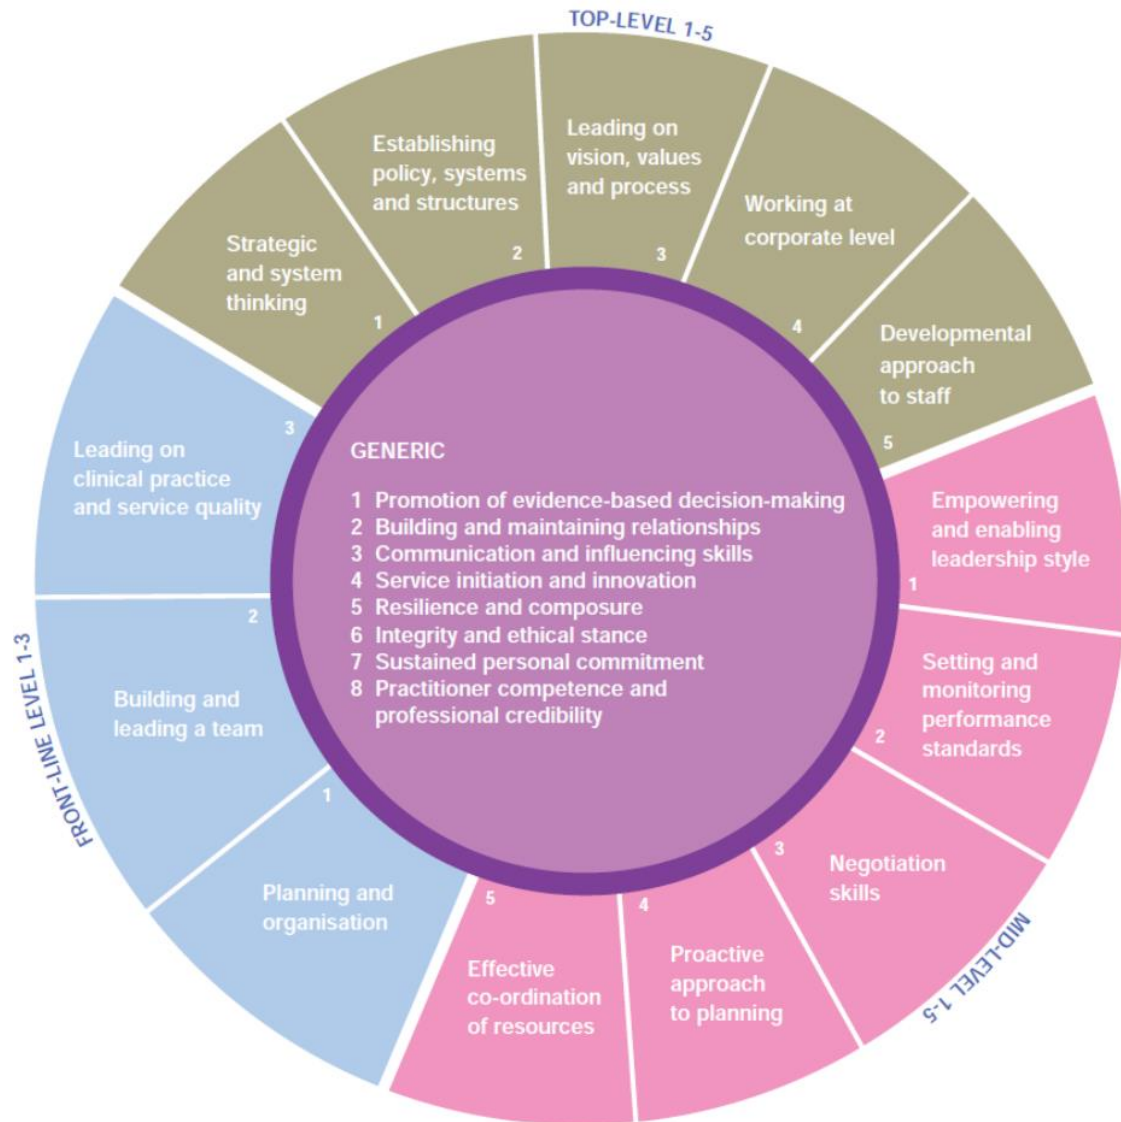 TOP-LEVEL 1-5
Strategic
and system
thinking
1
Establishing
policy, systems
and structures
2
Leading on
vision, values
and process
3
Working at
corporate level
4
Developmental
approach
to staff
5
MID-LEVEL 1-5
Empowering
and enabling
leadership style
1
Setting and
monitoring
performance
standards
2
Negotiation
skills
3
Proactive
approach
to planning
4
Effective
co-ordination
of resources
5
FRONT-LINE LEVEL 1-3
Planning and
organisation
1
Building and
leading a team
2
Leading on
clinical practice
and service quality
3
GENERIC
1 Promotion of evidence-based decision-making
2 Building and maintaining relationships
3 Communication and influencing skills
4 Service initiation and innovation
5 Resilience and composure
6 Integrity and ethical stance
7 Sustained personal commitment
8 Practitioner competence and
professional credibility